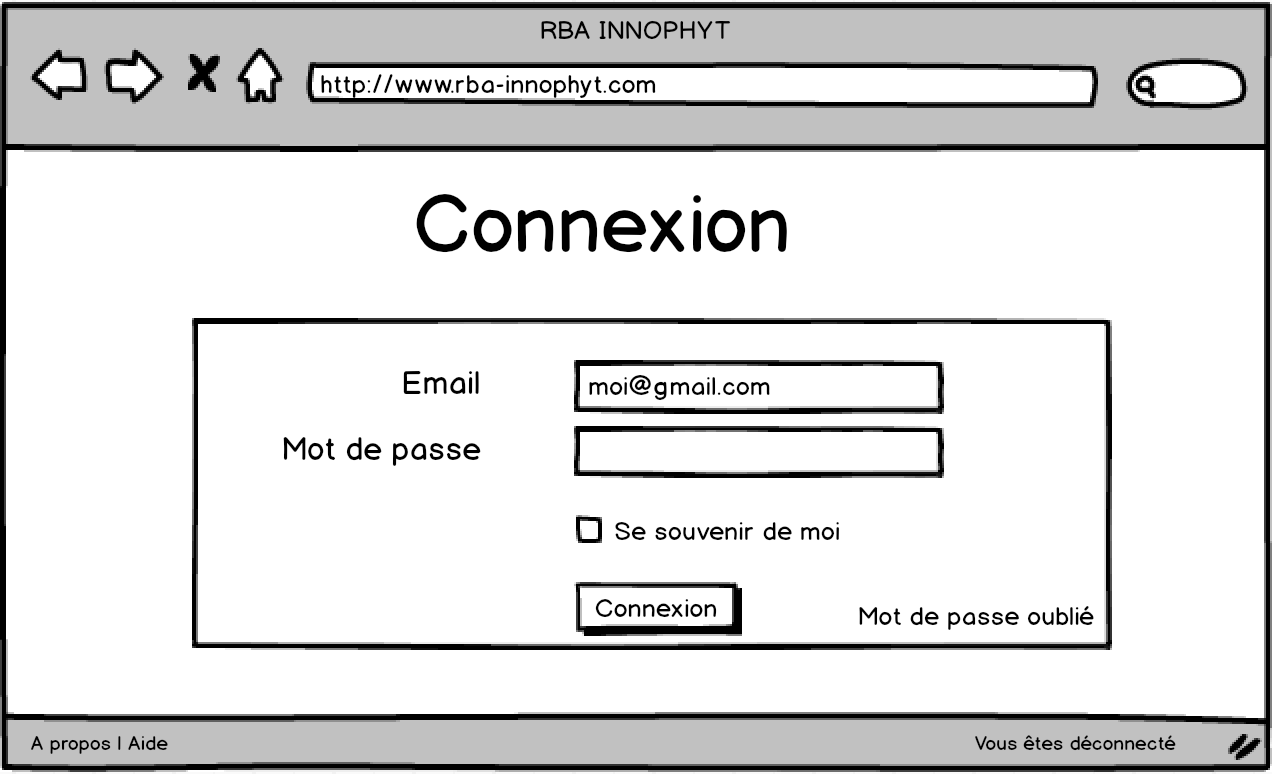 RBA INNOPHYT
http://www.rba-innophyt.com
Connexion
Email
moi@gmail.com
Mot de passe
Se souvenir de moi
Connexion
Mot de passe oublié
A propos | Aide
Vous êtes déconnecté